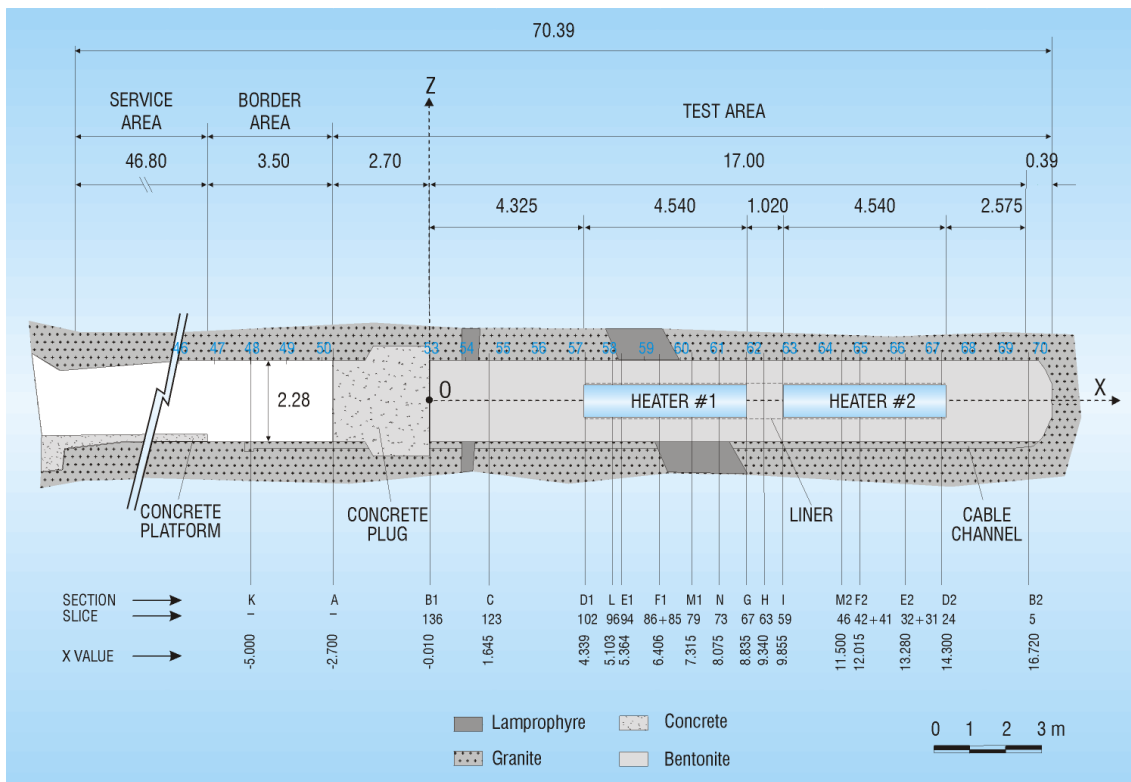 70.39
SERVICE AREA
BORDER AREA
Z
TEST AREA
46.80
3.50
2.70
17.00
0.39
4.325
4.540
1.020
4.540
2.575
46 47 48 49 50 53 54 55 56 57 58 59 60 61 62 63 64 65 66 67 68 69 70
2.28
O
HEATER #1
HEATER #2
X
CONCRETE PLATFORM
CONCRETE PLUG
LINER
CABLE CHANNEL
SECTION K A B1 C D1 L E1 F1 M1 N G H I M2 F2 E2 D2 B2
SLICE – – 136 123 102 96 94 86+85 79 73 67 63 59 46 42+41 32+31 24 5
X VALUE -5.000 -2.700 -0.010 1.645 4.339 5.103 5.364 6.406 7.315 8.075 8.835 9.340 9.855 11.500 12.015 13.280 14.300 16.720
Lamprophyre
Concrete
Granite
Bentonite
0 1 2 3 m